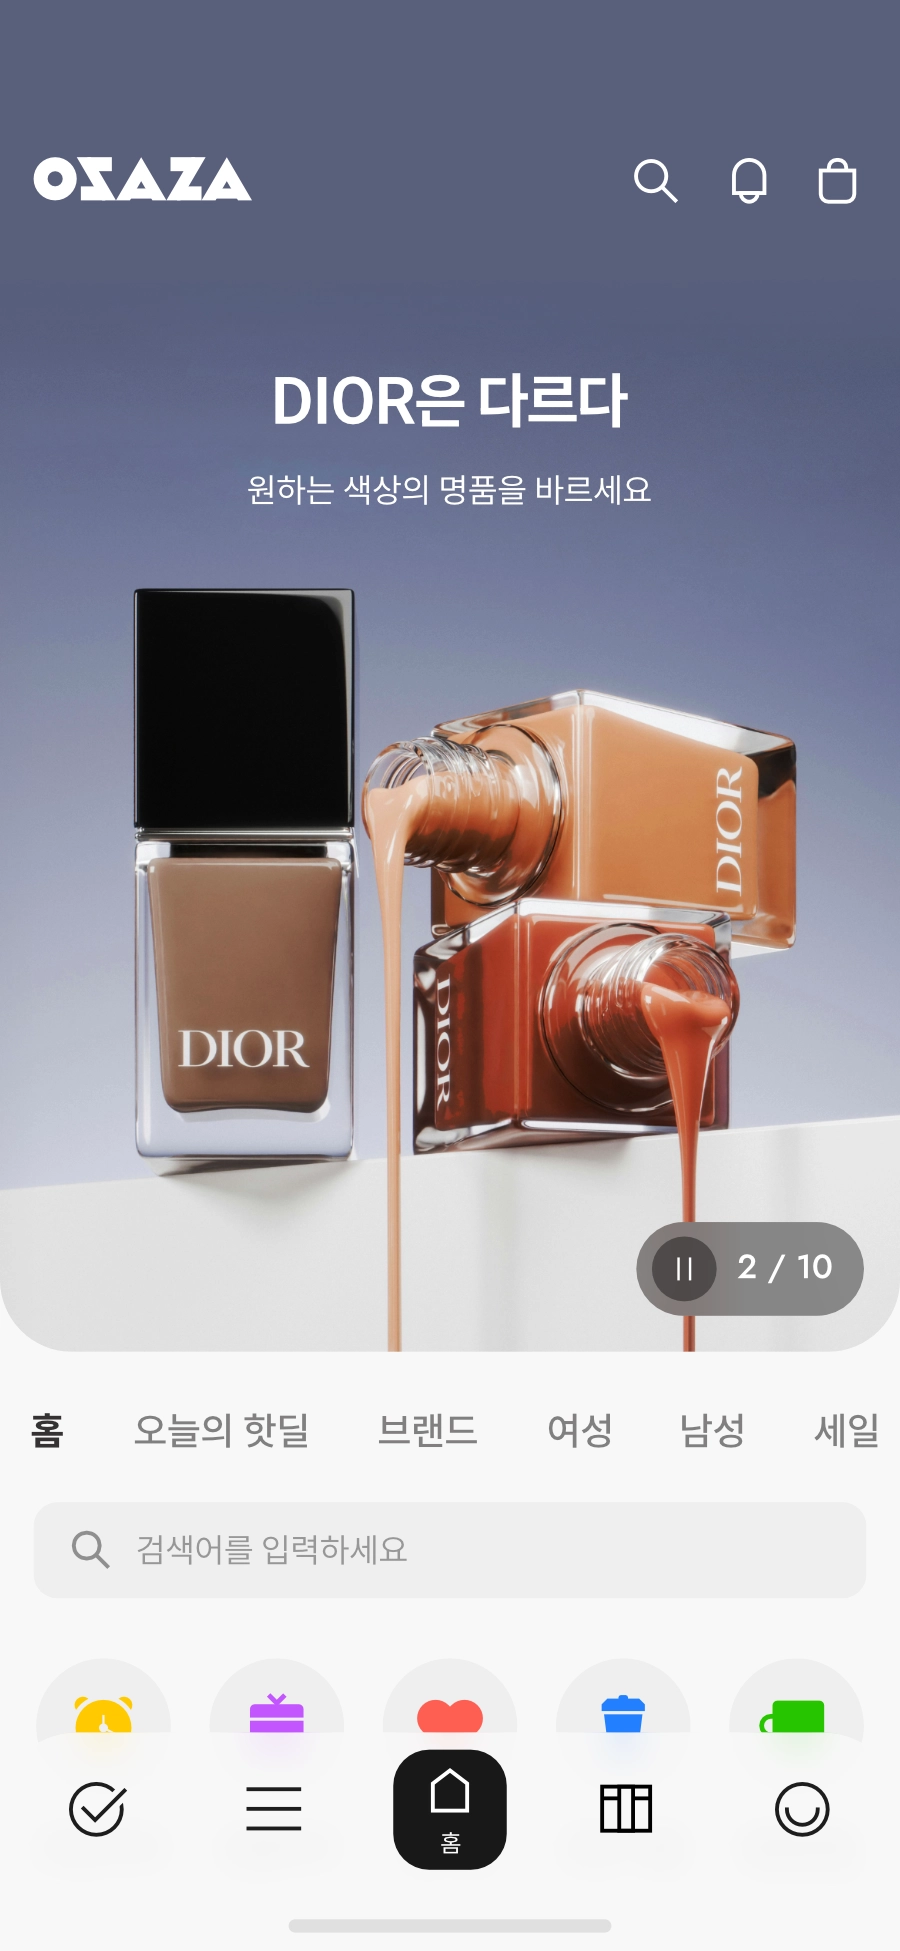 OSAZA
DIOR은 다르다
원하는 색상의 명품을 바르세요
DIOR
DIOR
DIOR
2 / 10
홈 오늘의 핫딜 브랜드 여성 남성 세일
검색어를 입력하세요
홈